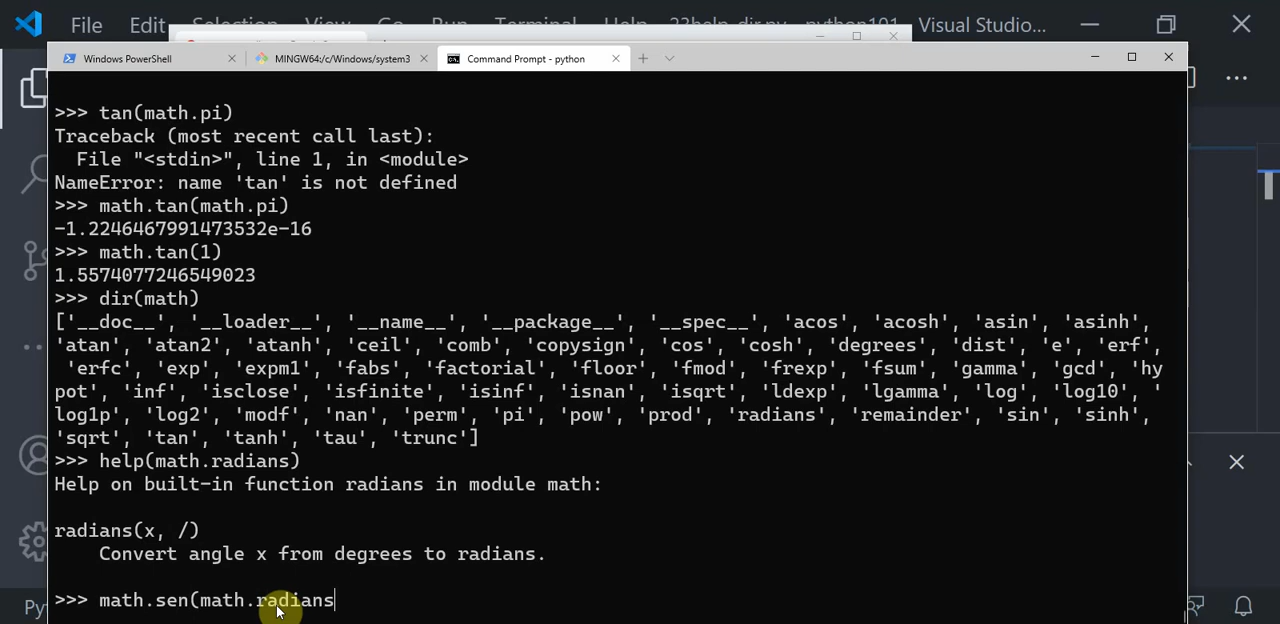 File Edit Selection View Go Run Terminal Help 23help_dir.py - python101 - Visual Studio...
Windows PowerShell
MINGW64:/c/Windows/system3
Command Prompt - python
>>> tan(math.pi)
Traceback (most recent call last):
  File "<stdin>", line 1, in <module>
NameError: name 'tan' is not defined
>>> math.tan(math.pi)
-1.2246467991473532e-16
>>> math.tan(1)
1.5574077246549023
>>> dir(math)
['__doc__', '__loader__', '__name__', '__package__', '__spec__', 'acos', 'acosh', 'asin', 'asinh',
'atan', 'atan2', 'atanh', 'ceil', 'comb', 'copysign', 'cos', 'cosh', 'degrees', 'dist', 'e', 'erf',
 'erfc', 'exp', 'expm1', 'fabs', 'factorial', 'floor', 'fmod', 'frexp', 'fsum', 'gamma', 'gcd', 'hy
pot', 'inf', 'isclose', 'isfinite', 'isinf', 'isnan', 'isqrt', 'ldexp', 'lgamma', 'log', 'log10', '
log1p', 'log2', 'modf', 'nan', 'perm', 'pi', 'pow', 'prod', 'radians', 'remainder', 'sin', 'sinh',
'sqrt', 'tan', 'tanh', 'tau', 'trunc']
>>> help(math.radians)
Help on built-in function radians in module math:
radians(x, /)
    Convert angle x from degrees to radians.
>>> math.sen(math.radians
Py